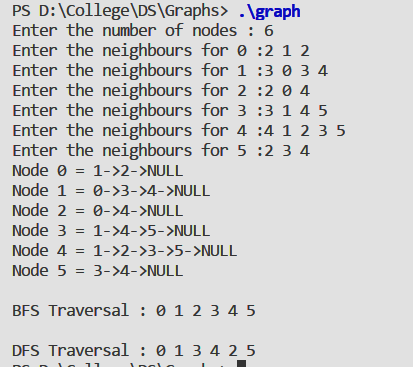 PS D:\College\DS\Graphs> .\graph
Enter the number of nodes : 6
Enter the neighbours for 0 :2 1 2
Enter the neighbours for 1 :3 0 3 4
Enter the neighbours for 2 :2 0 4
Enter the neighbours for 3 :3 1 4 5
Enter the neighbours for 4 :4 1 2 3 5
Enter the neighbours for 5 :2 3 4
Node 0 = 1->2->NULL
Node 1 = 0->3->4->NULL
Node 2 = 0->4->NULL
Node 3 = 1->4->5->NULL
Node 4 = 1->2->3->5->NULL
Node 5 = 3->4->NULL
BFS Traversal : 0 1 2 3 4 5
DFS Traversal : 0 1 3 4 2 5
PS D:\College\DS\Graphs>